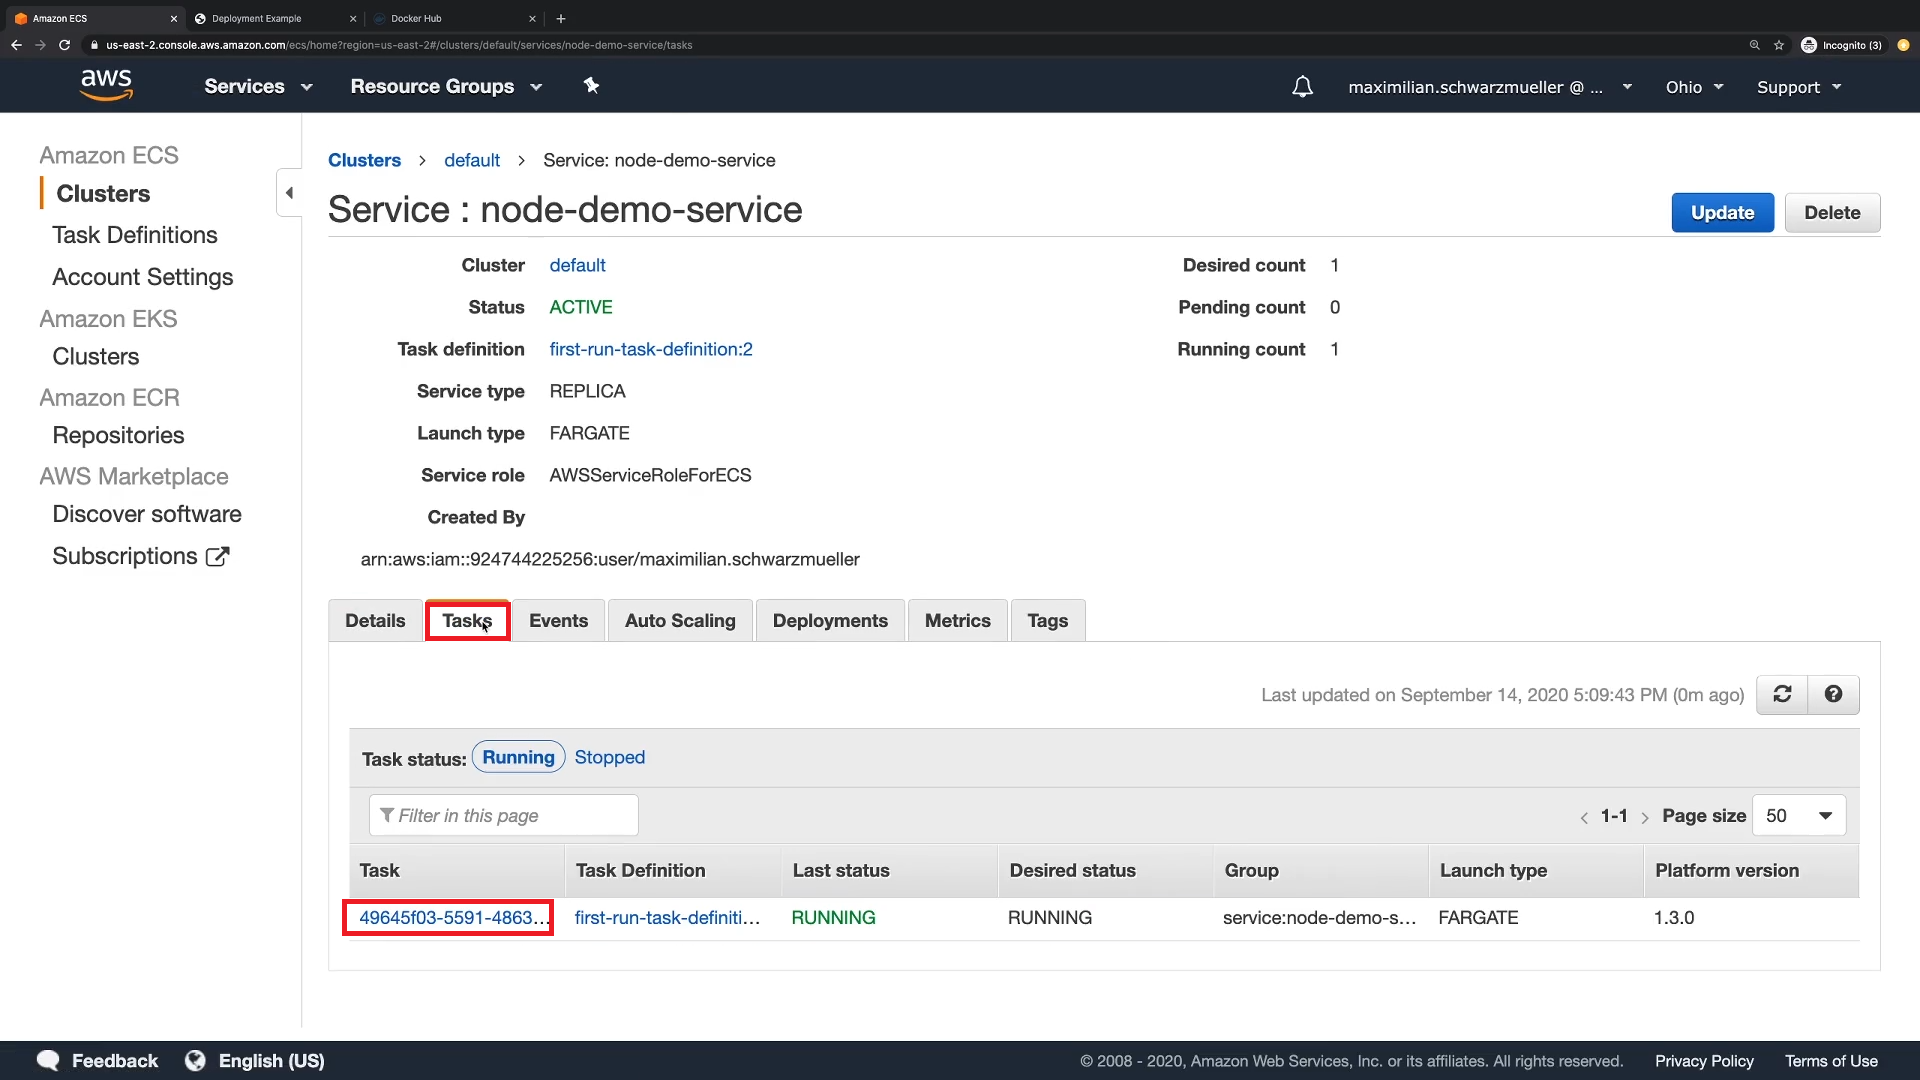 Amazon ECS
Deployment Example
Docker Hub
us-east-2.console.aws.amazon.com/ecs/home?region=us-east-2#/clusters/default/services/node-demo-service/tasks
Incognito (3)
aws
Services
Resource Groups
maximilian.schwarzmueller @ ...
Ohio
Support
Amazon ECS
Clusters
Task Definitions
Account Settings
Amazon EKS
Clusters
Amazon ECR
Repositories
AWS Marketplace
Discover software
Subscriptions
Clusters > default > Service: node-demo-service
Service : node-demo-service
Update
Delete
Cluster default
Status ACTIVE
Task definition first-run-task-definition:2
Service type REPLICA
Launch type FARGATE
Service role AWSServiceRoleForECS
Created By
arn:aws:iam::924744225256:user/maximilian.schwarzmueller
Desired count 1
Pending count 0
Running count 1
Details
Tasks
Events
Auto Scaling
Deployments
Metrics
Tags
Last updated on September 14, 2020 5:09:43 PM (0m ago)
Task status: Running Stopped
Filter in this page
< 1-1 > Page size 50
Task Task Definition Last status Desired status Group Launch type Platform version
49645f03-5591-4863... first-run-task-definiti... RUNNING RUNNING service:node-demo-s... FARGATE 1.3.0
Feedback
English (US)
© 2008 - 2020, Amazon Web Services, Inc. or its affiliates. All rights reserved.
Privacy Policy
Terms of Use